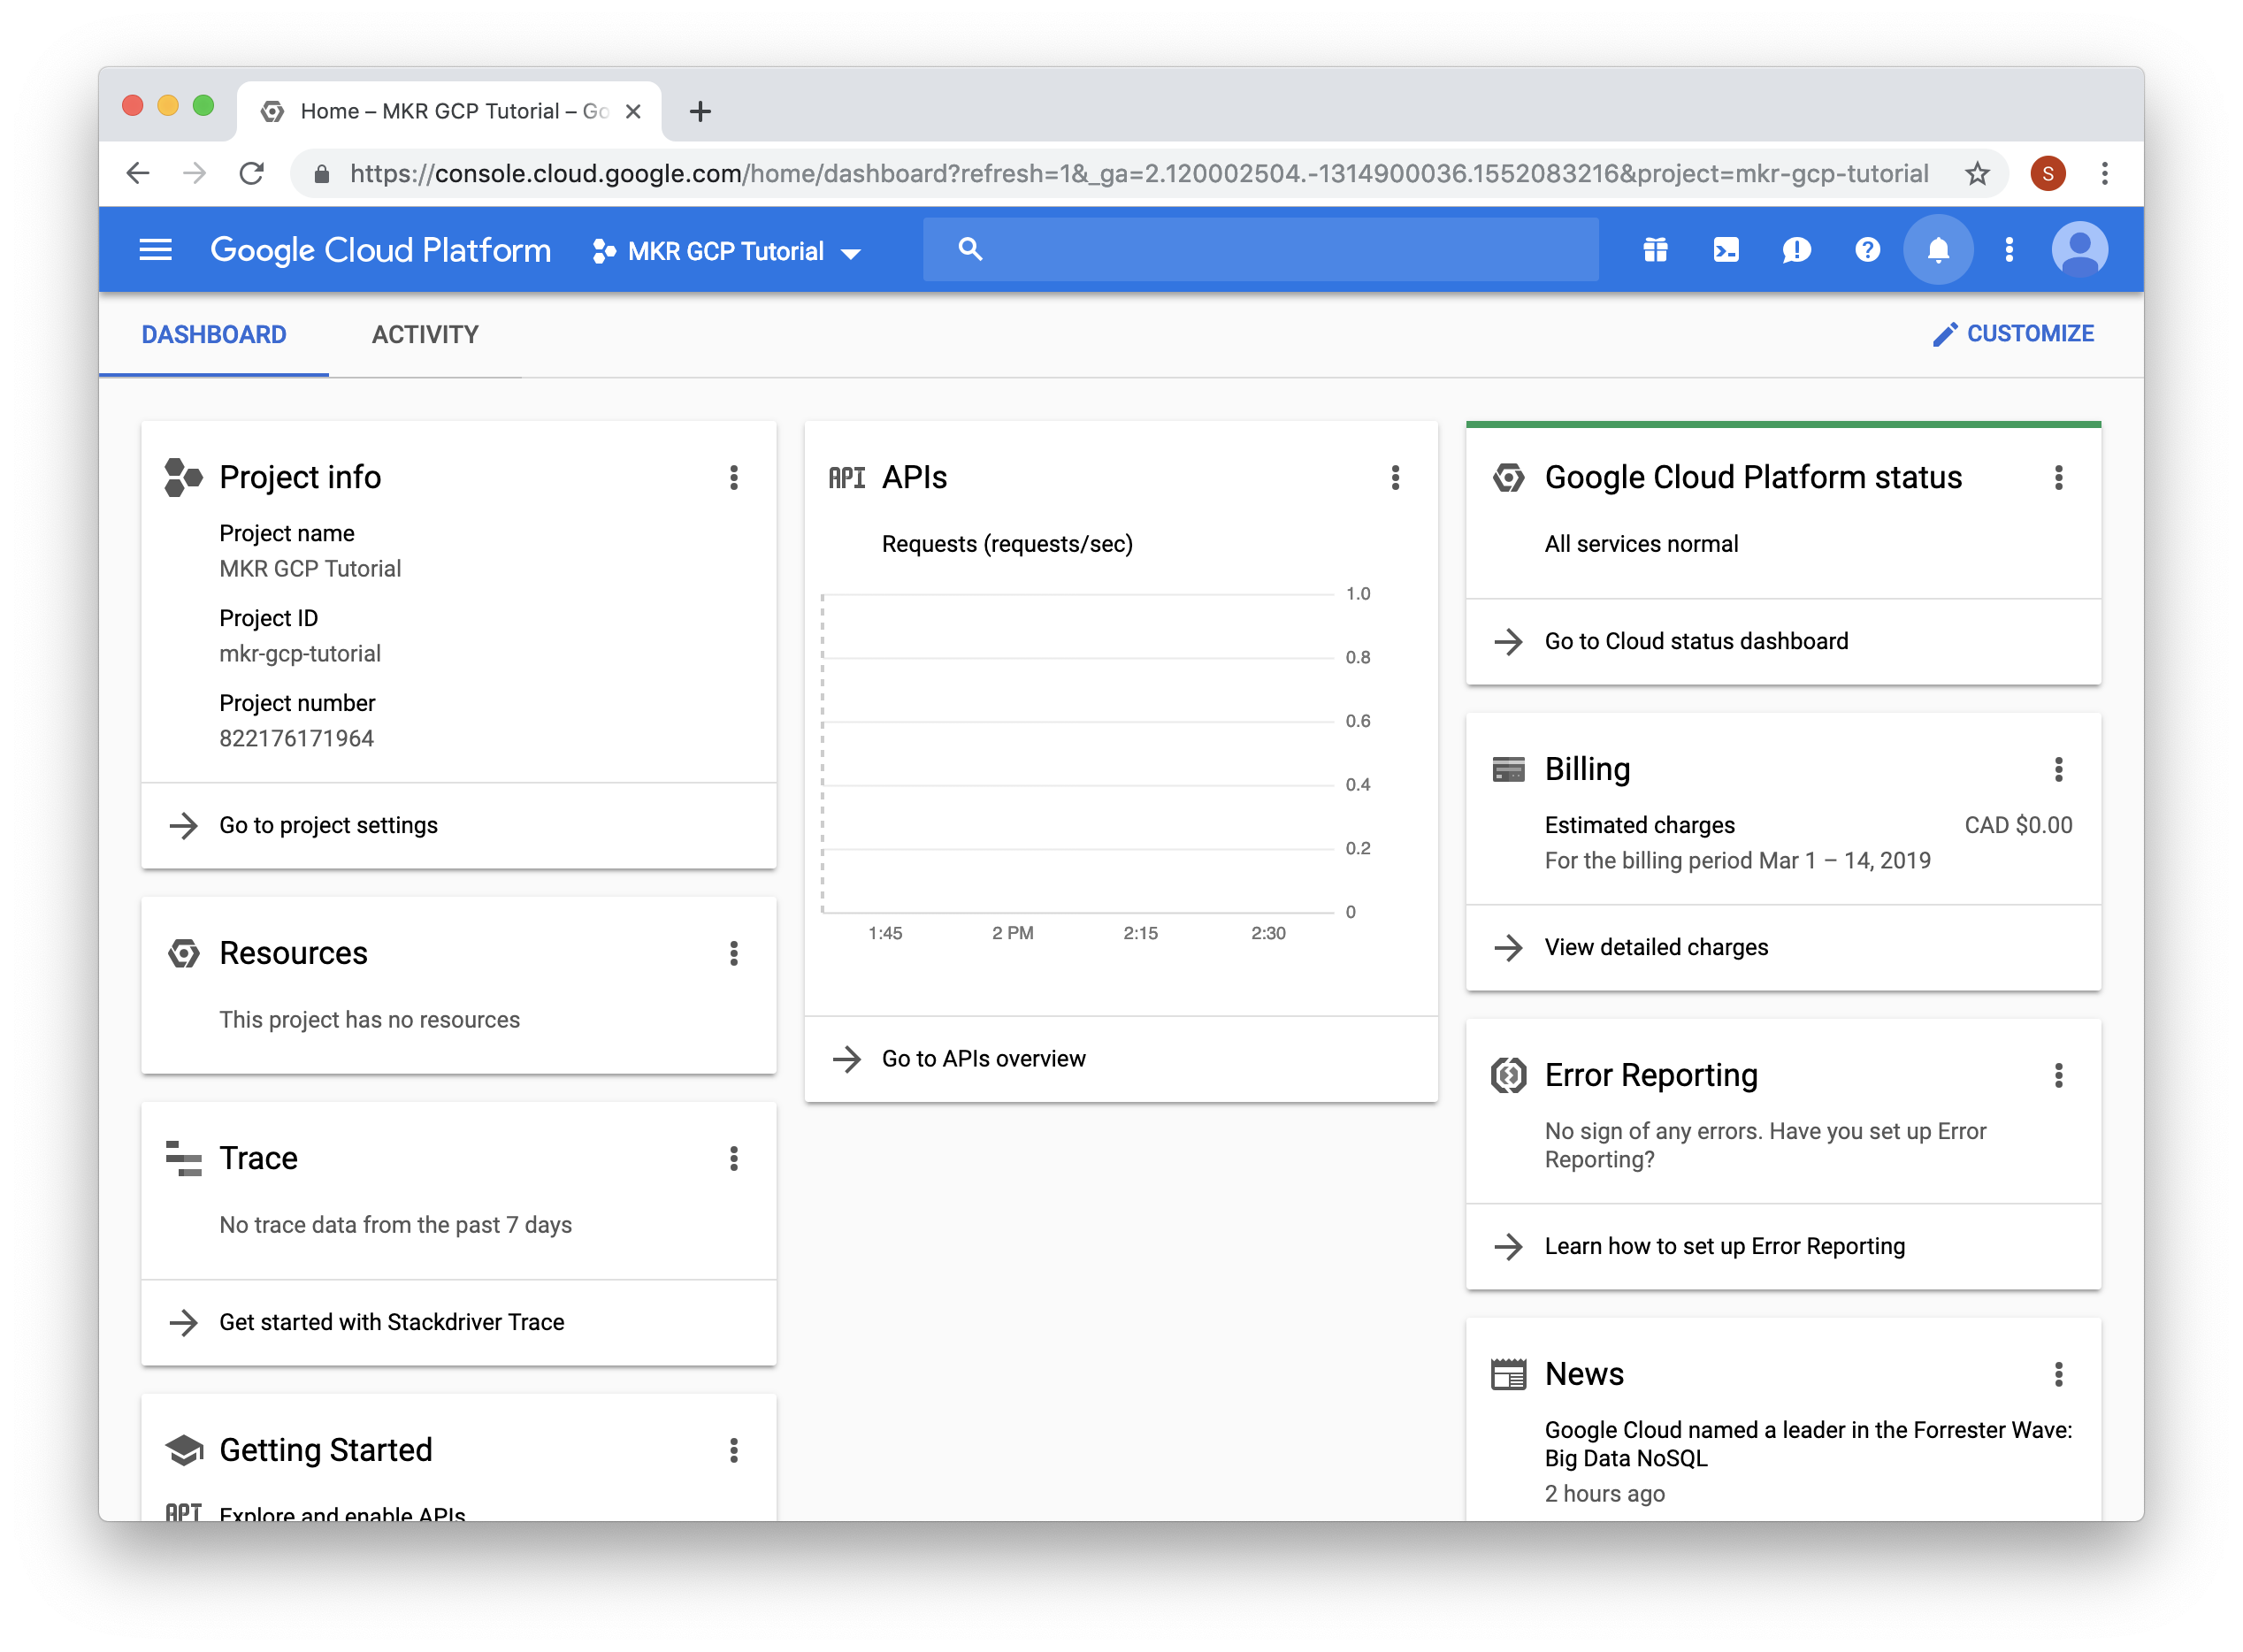 Home – MKR GCP Tutorial – Go
https://console.cloud.google.com/home/dashboard?refresh=1&_ga=2.120002504.-1314900036.1552083216&project=mkr-gcp-tutorial
S
Google Cloud Platform
MKR GCP Tutorial
DASHBOARD
ACTIVITY
CUSTOMIZE
Project info
Project name
MKR GCP Tutorial
Project ID
mkr-gcp-tutorial
Project number
822176171964
Go to project settings
Resources
This project has no resources
Trace
No trace data from the past 7 days
Get started with Stackdriver Trace
Getting Started
API Explore and enable APIs
API APIs
Requests (requests/sec)
1.0
0.8
0.6
0.4
0.2
0
1:45 2 PM 2:15 2:30
Go to APIs overview
Google Cloud Platform status
All services normal
Go to Cloud status dashboard
Billing
Estimated charges CAD $0.00
For the billing period Mar 1 – 14, 2019
View detailed charges
Error Reporting
No sign of any errors. Have you set up Error
Reporting?
Learn how to set up Error Reporting
News
Google Cloud named a leader in the Forrester Wave:
Big Data NoSQL
2 hours ago